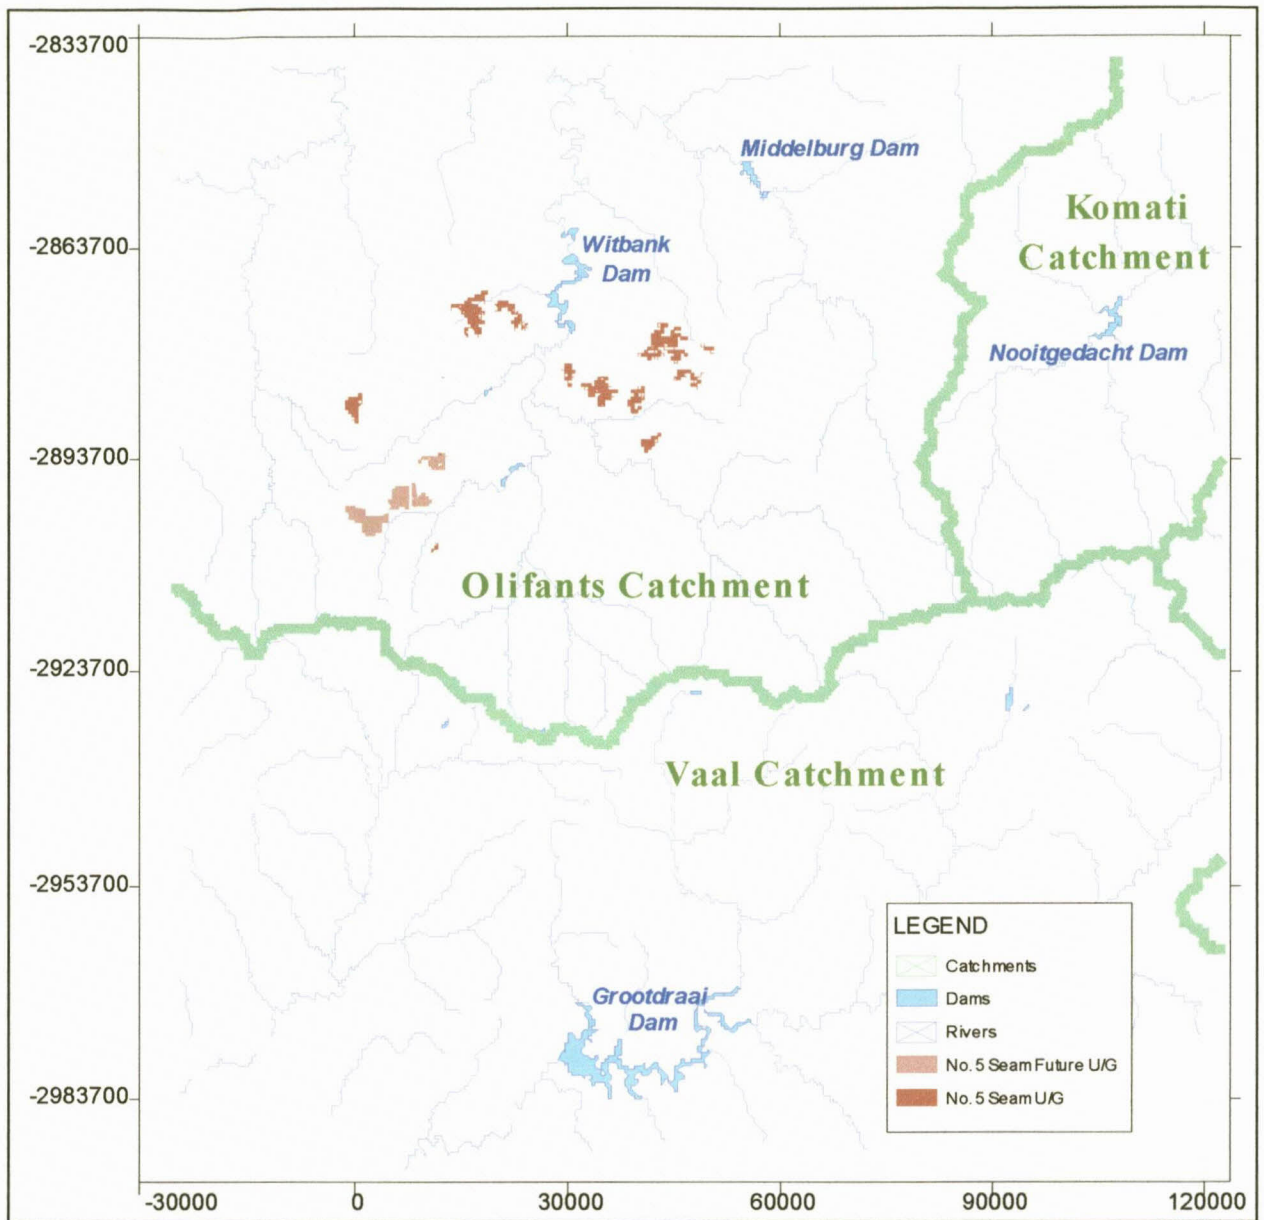 -2833700
Middelburg Dam
Komati
Catchment
-2863700
Witbank
Dam
Nooitgedacht Dam
-2893700
Olifants Catchment
-2923700
Vaal Catchment
-2953700
LEGEND
Catchments
Dams
Rivers
No. 5 Seam Future U/G
No. 5 Seam U/G
Grootdraai
Dam
-2983700
-30000 0 30000 60000 90000 120000